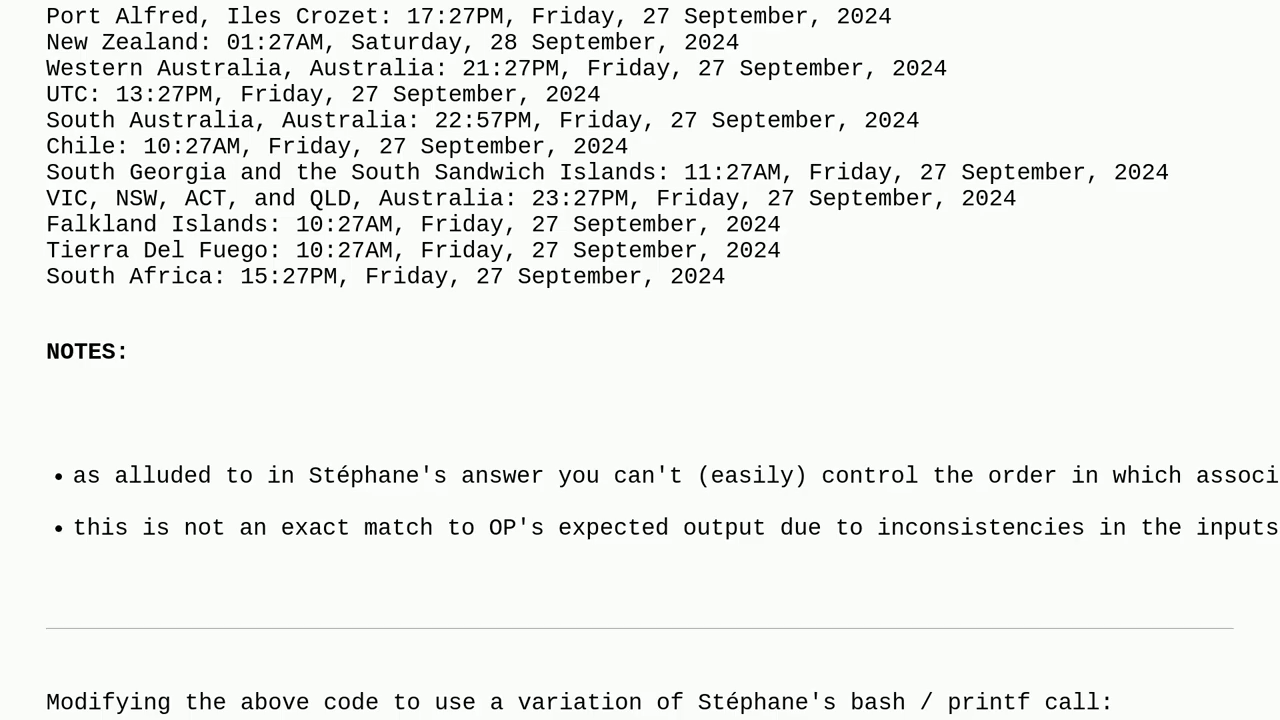 Port Alfred, Iles Crozet: 17:27PM, Friday, 27 September, 2024
New Zealand: 01:27AM, Saturday, 28 September, 2024
Western Australia, Australia: 21:27PM, Friday, 27 September, 2024
UTC: 13:27PM, Friday, 27 September, 2024
South Australia, Australia: 22:57PM, Friday, 27 September, 2024
Chile: 10:27AM, Friday, 27 September, 2024
South Georgia and the South Sandwich Islands: 11:27AM, Friday, 27 September, 2024
VIC, NSW, ACT, and QLD, Australia: 23:27PM, Friday, 27 September, 2024
Falkland Islands: 10:27AM, Friday, 27 September, 2024
Tierra Del Fuego: 10:27AM, Friday, 27 September, 2024
South Africa: 15:27PM, Friday, 27 September, 2024
NOTES:
• as alluded to in Stéphane's answer you can't (easily) control the order in which associ
• this is not an exact match to OP's expected output due to inconsistencies in the inputs
Modifying the above code to use a variation of Stéphane's bash / printf call: